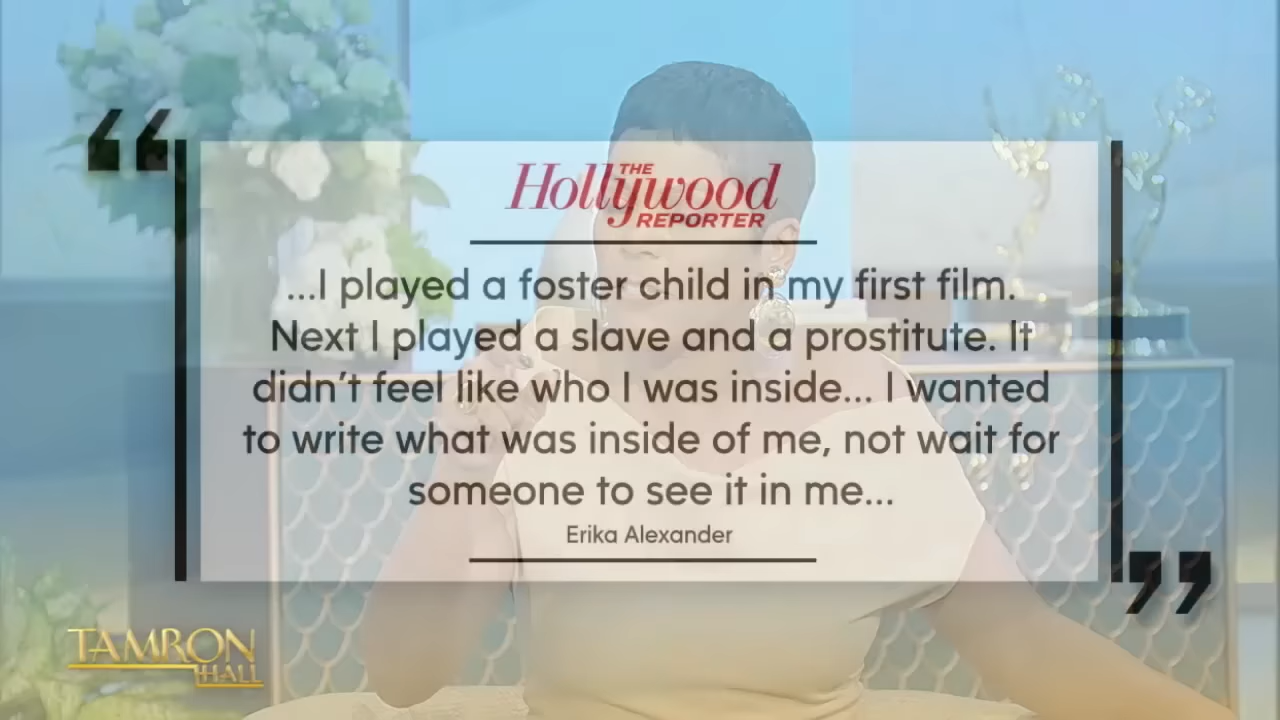 “
THE
Hollywood
REPORTER
...I played a foster child in my first film.
Next I played a slave and a prostitute. It
didn’t feel like who I was inside... I wanted
to write what was inside of me, not wait for
someone to see it in me...
Erika Alexander
”
TAMRON
HALL